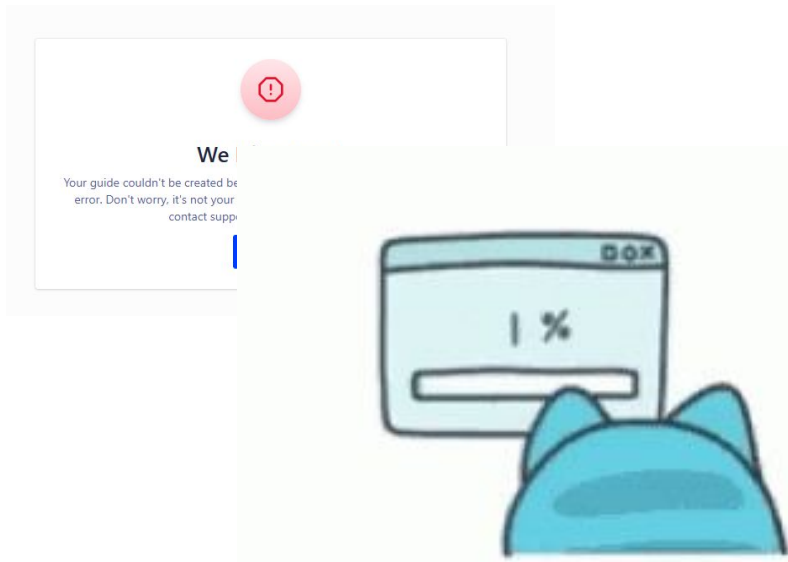 We
Your guide couldn't be created be
error. Don't worry, it's not your
contact suppo
1 %